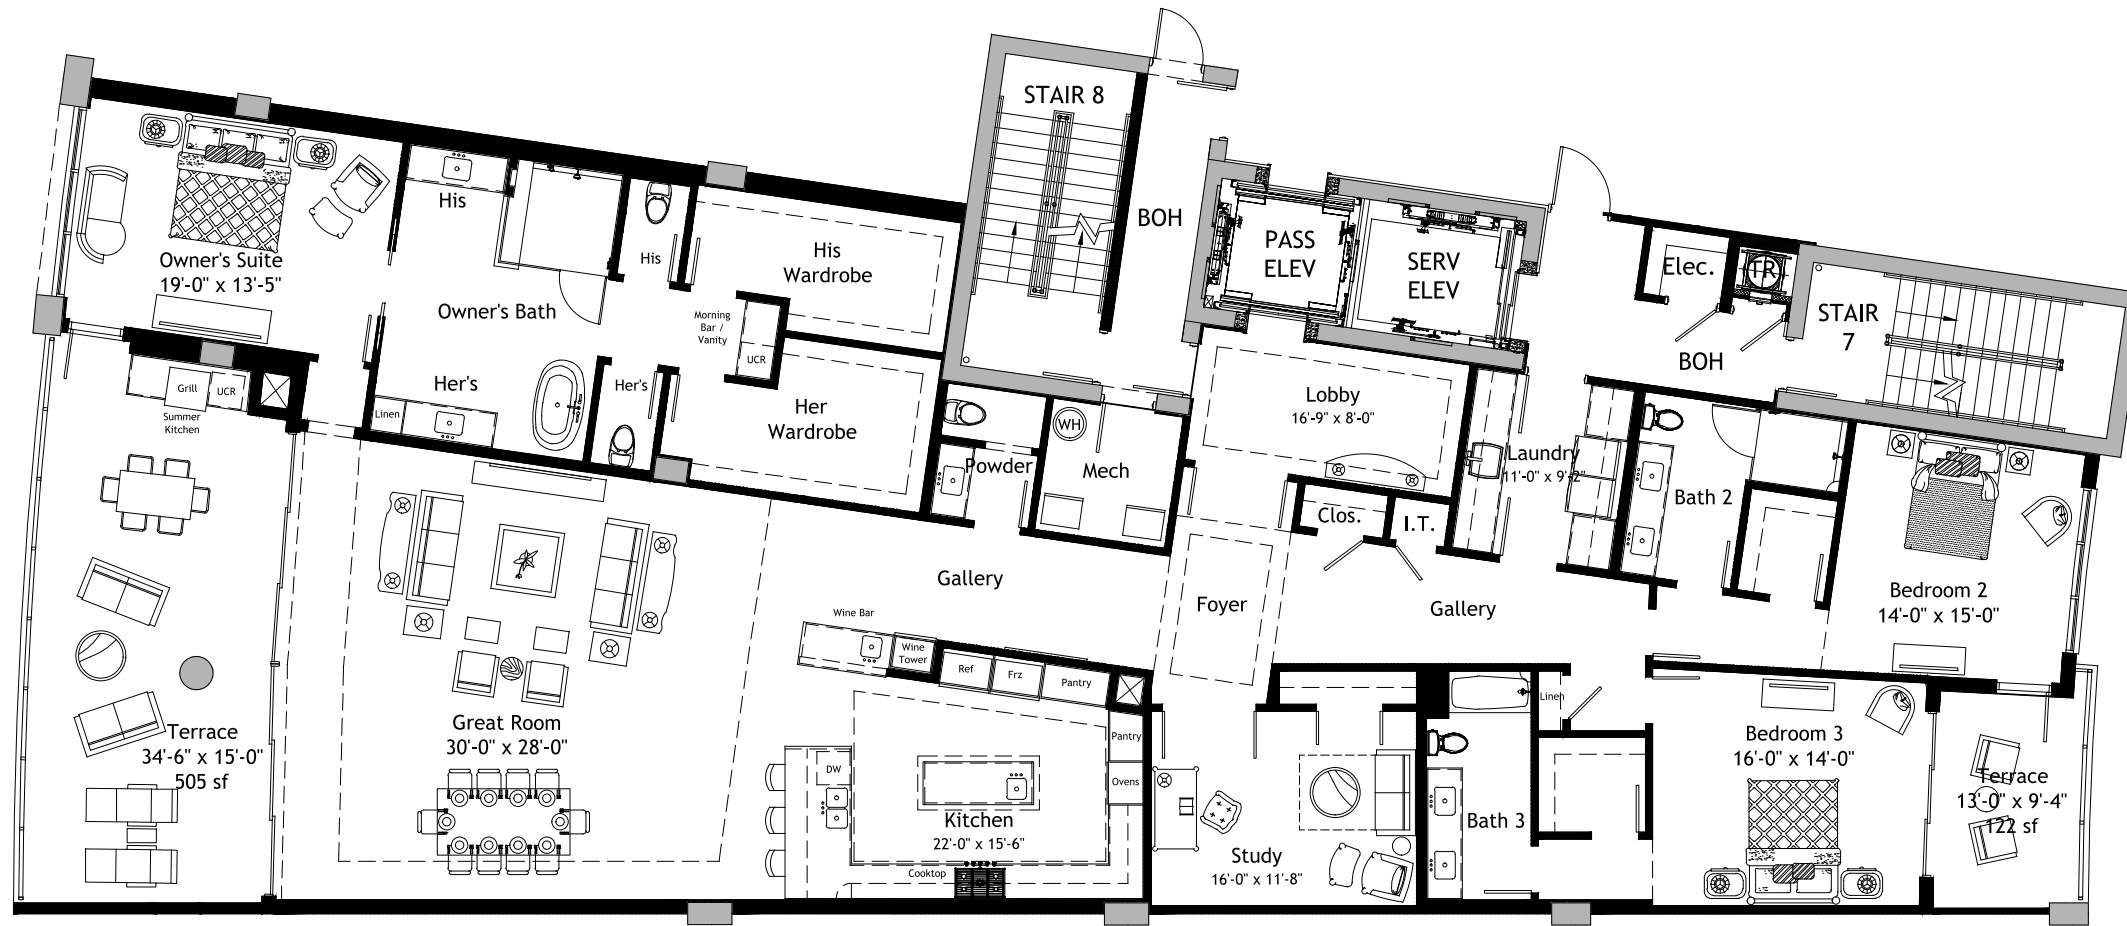 STAIR 8
BOH
PASS
ELEV
SERV
ELEV
Elec.
TR
STAIR
7
BOH
Owner's Suite
19'-0" x 13'-5"
His
Owner's Bath
His
His
Wardrobe
Morning
Bar /
Vanity
UCR
Her's
Linen
Her's
Her
Wardrobe
Grill
UCR
Summer
Kitchen
Lobby
16'-9" x 8'-0"
WH
Mech
Powder
Laundry
11'-0" x 9'-2"
Clos.
I.T.
Bath 2
Bedroom 2
14'-0" x 15'-0"
Gallery
Foyer
Gallery
Wine Bar
Wine
Tower
Ref
Frz
Pantry
Pantry
Ovens
DW
Kitchen
22'-0" x 15'-6"
Cooktop
Great Room
30'-0" x 28'-0"
Terrace
34'-6" x 15'-0"
505 sf
Study
16'-0" x 11'-8"
Linen
Bath 3
Bedroom 3
16'-0" x 14'-0"
Terrace
13'-0" x 9'-4"
122 sf